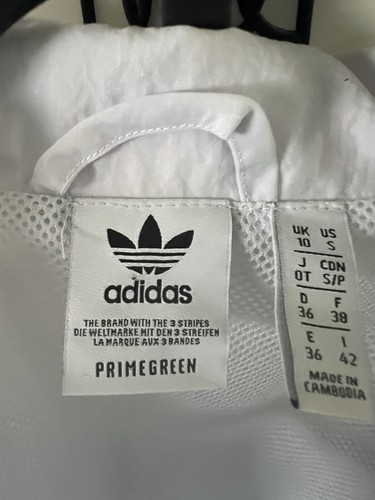 adidas
THE BRAND WITH THE 3 STRIPES
DIE WELTMARKE MIT DEN 3 STREIFEN
LA MARQUE AUX 3 BANDES
PRIMEGREEN
UK US
10 S
J CDN
OT S/P
D F
36 38
E I
36 42
MADE IN
CAMBODIA